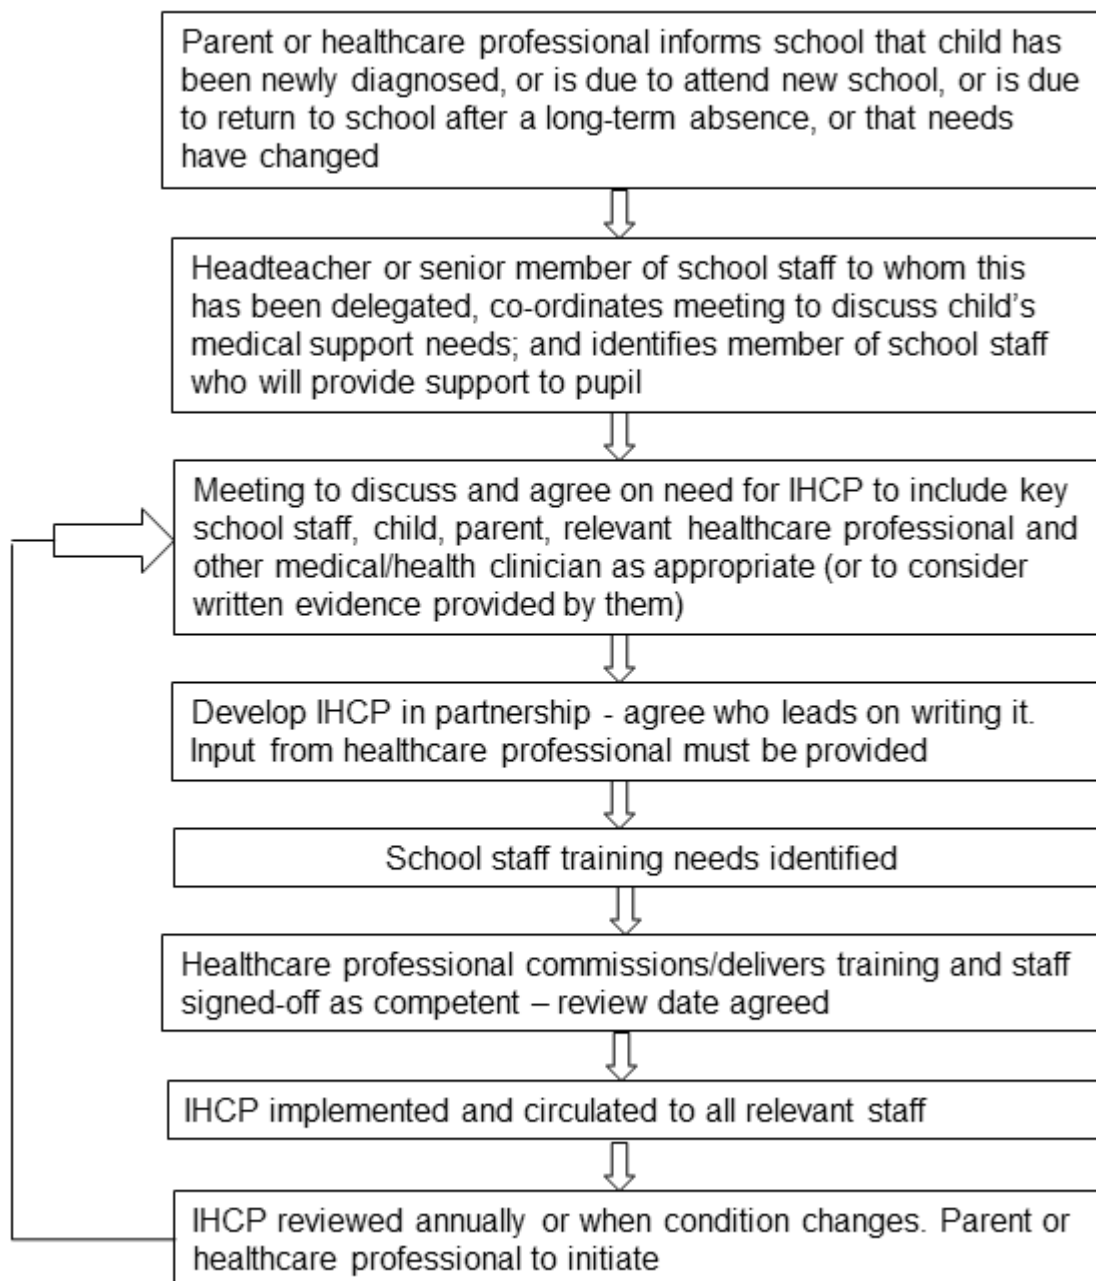 Parent or healthcare professional informs school that child has
been newly diagnosed, or is due to attend new school, or is due
to return to school after a long-term absence, or that needs
have changed
Headteacher or senior member of school staff to whom this
has been delegated, co-ordinates meeting to discuss child’s
medical support needs; and identifies member of school staff
who will provide support to pupil
Meeting to discuss and agree on need for IHCP to include key
school staff, child, parent, relevant healthcare professional and
other medical/health clinician as appropriate (or to consider
written evidence provided by them)
Develop IHCP in partnership - agree who leads on writing it.
Input from healthcare professional must be provided
School staff training needs identified
Healthcare professional commissions/delivers training and staff
signed-off as competent – review date agreed
IHCP implemented and circulated to all relevant staff
IHCP reviewed annually or when condition changes. Parent or
healthcare professional to initiate